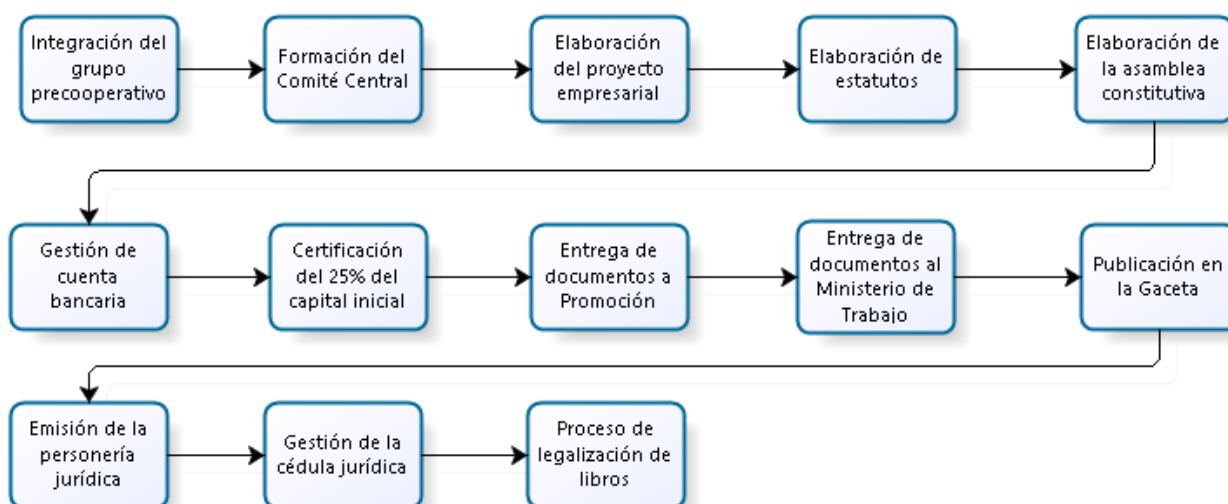 Integración del
grupo
precooperativo
Formación del
Comité Central
Elaboración
del proyecto
empresarial
Elaboración de
estatutos
Elaboración de
la asamblea
constitutiva
Gestión de
cuenta
bancaria
Certificación
del 25% del
capital inicial
Entrega de
documentos a
Promoción
Entrega de
documentos al
Ministerio de
Trabajo
Publicación en
la Gaceta
Emisión de la
personería
jurídica
Gestión de la
cédula jurídica
Proceso de
legalización de
libros